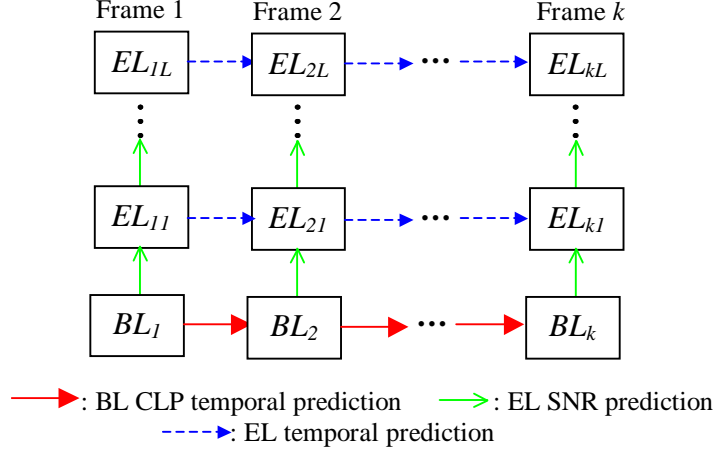 Frame 1 Frame 2 Frame k
EL1L EL2L ... ELkL
EL11 EL21 ... ELk1
BL1 BL2 ... BLk
: BL CLP temporal prediction : EL SNR prediction
: EL temporal prediction